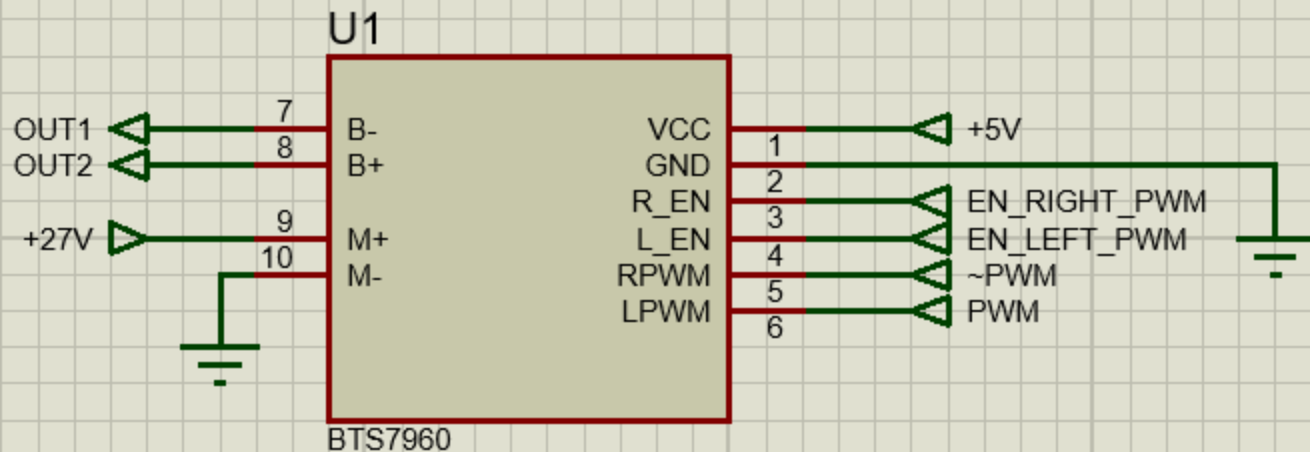 U1
OUT1 7 B- VCC 1 +5V
OUT2 8 B+ GND 2
R_EN 3 EN_RIGHT_PWM
+27V 9 M+ L_EN 4 EN_LEFT_PWM
10 M- RPWM 5 ~PWM
LPWM 6 PWM
BTS7960